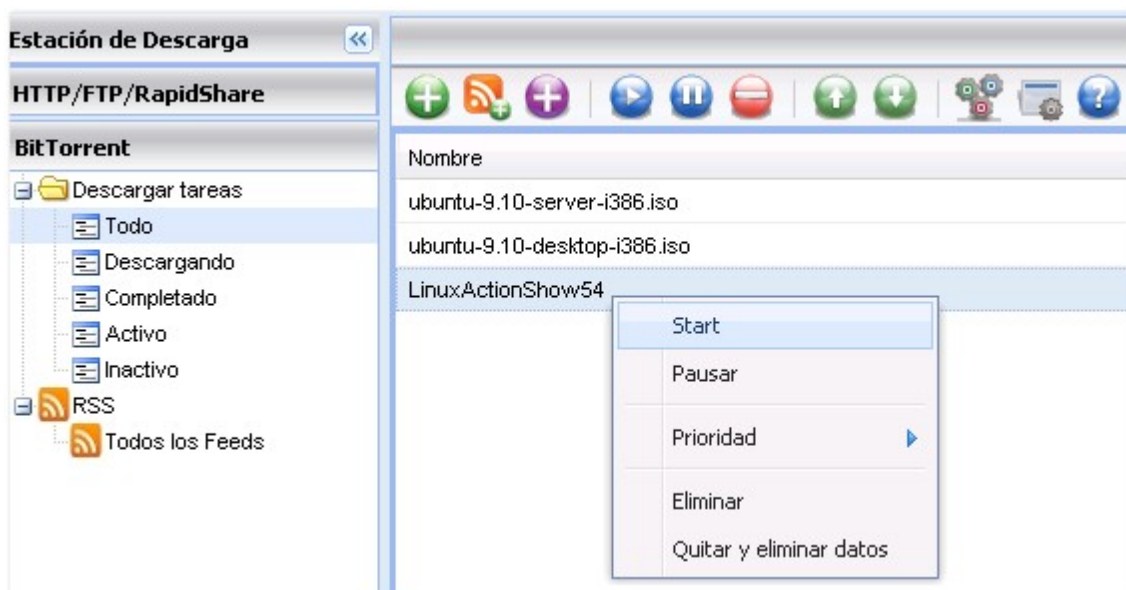 Estación de Descarga
HTTP/FTP/RapidShare
BitTorrent
Descargar tareas
Todo
Descargando
Completado
Activo
Inactivo
RSS
Todos los Feeds
Nombre
ubuntu-9.10-server-i386.iso
ubuntu-9.10-desktop-i386.iso
LinuxActionShow54
Start
Pausar
Prioridad
Eliminar
Quitar y eliminar datos